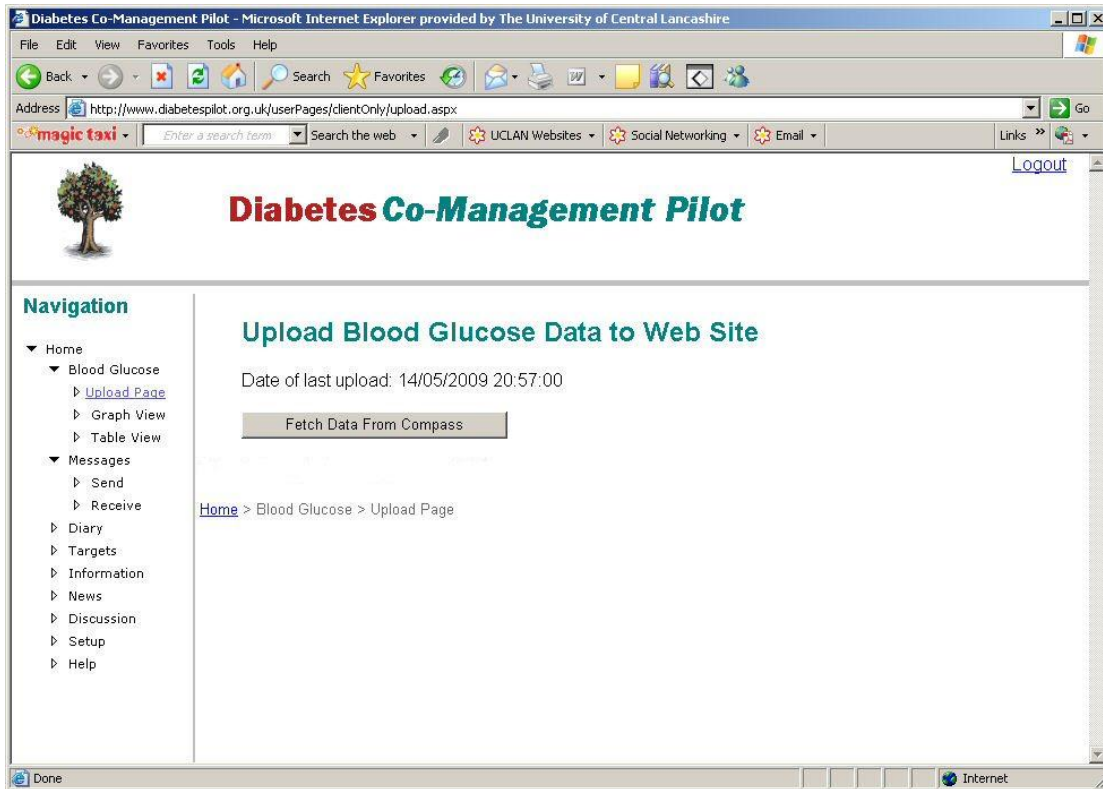 Diabetes Co-Management Pilot - Microsoft Internet Explorer provided by The University of Central Lancashire
File Edit View Favorites Tools Help
Back Search Favorites
Address http://www.diabetespilot.org.uk/userPages/clientOnly/upload.aspx Go
magic taxi Enter a search term Search the web UCLAN Websites Social Networking Email Links »
Logout
Diabetes Co-Management Pilot
Navigation
Home
Blood Glucose
Upload Page
Graph View
Table View
Messages
Send
Receive
Diary
Targets
Information
News
Discussion
Setup
Help
Upload Blood Glucose Data to Web Site
Date of last upload: 14/05/2009 20:57:00
Fetch Data From Compass
Home > Blood Glucose > Upload Page
Done Internet